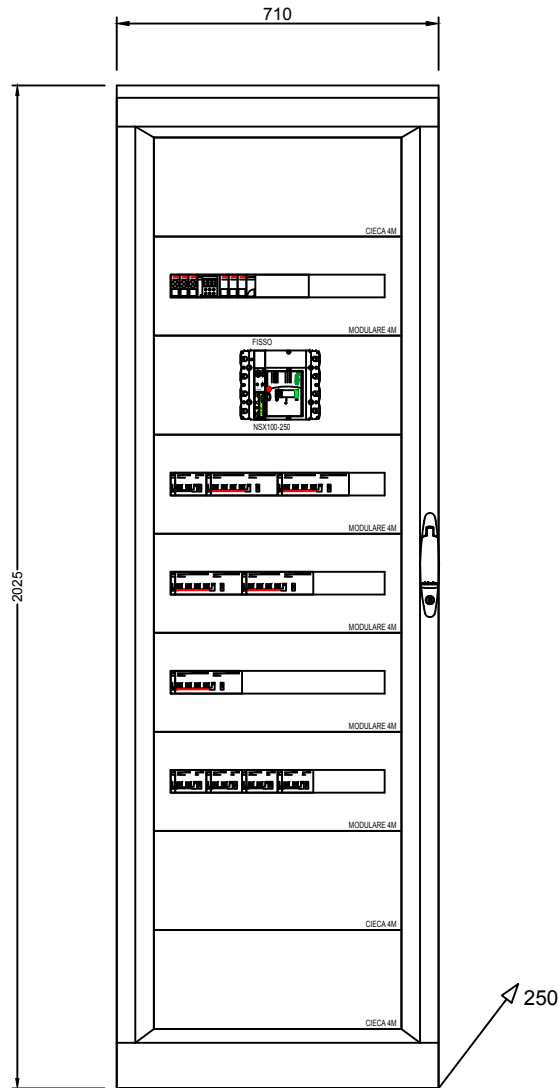 710
CIECA 4M
MODULARE 4M
FISSO
NSX100-250
MODULARE 4M
MODULARE 4M
MODULARE 4M
MODULARE 4M
CIECA 4M
CIECA 4M
2025
250